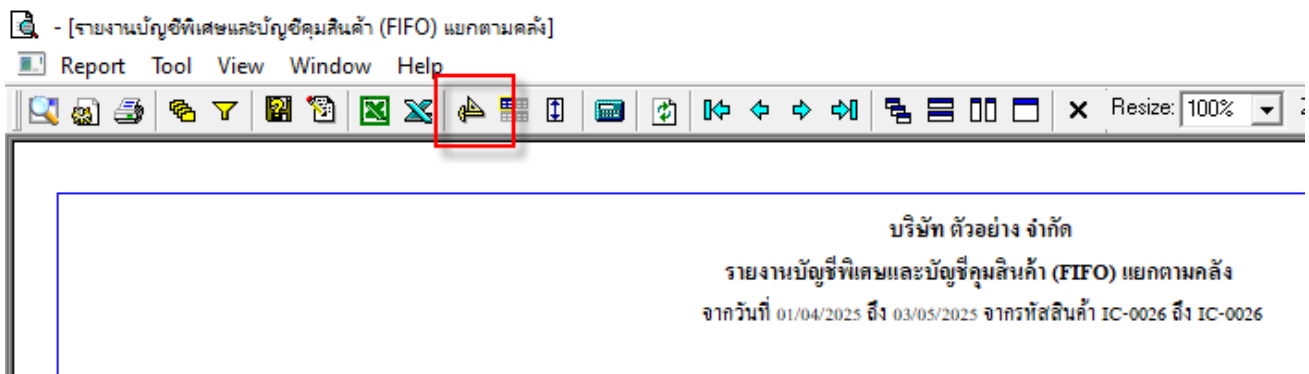 - [รายงานบัญชีพิเศษและบัญชีคุมสินค้า (FIFO) แยกตามคลัง]
Report Tool View Window Help
Resize: 100%
บริษัท ตัวอย่าง จำกัด
รายงานบัญชีพิเศษและบัญชีคุมสินค้า (FIFO) แยกตามคลัง
จากวันที่ 01/04/2025 ถึง 03/05/2025 จากรหัสสินค้า IC-0026 ถึง IC-0026